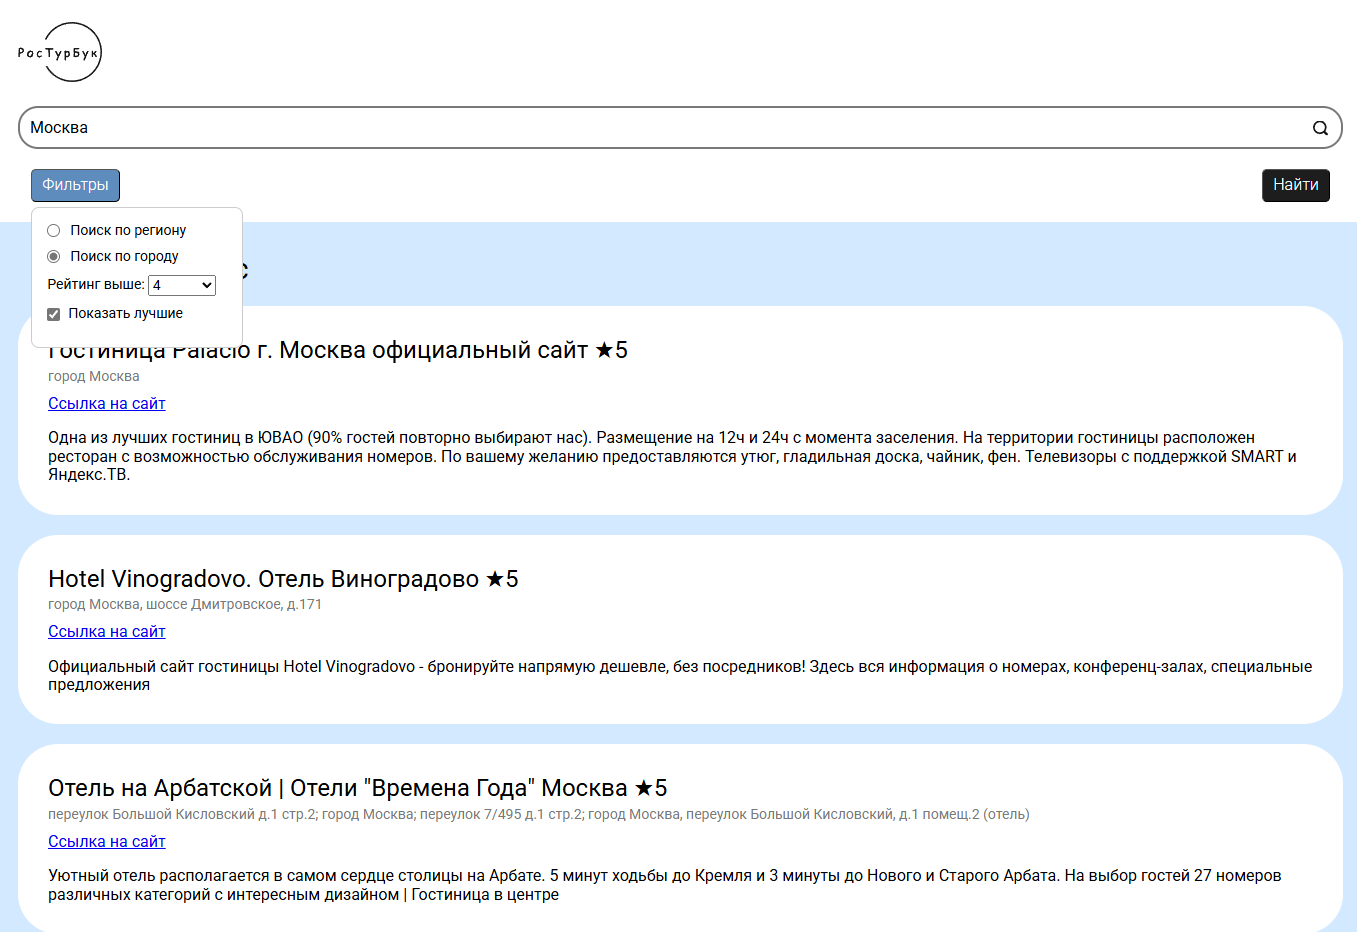 РосТурБук
Москва
Фильтры
Найти
Поиск по региону
Поиск по городу
Рейтинг выше: 4
Показать лучшие
Гостиница Palacio г. Москва официальный сайт ★5
город Москва
Ссылка на сайт
Одна из лучших гостиниц в ЮВАО (90% гостей повторно выбирают нас). Размещение на 12ч и 24ч с момента заселения. На территории гостиницы расположен
ресторан с возможностью обслуживания номеров. По вашему желанию предоставляются утюг, гладильная доска, чайник, фен. Телевизоры с поддержкой SMART и
Яндекс.ТВ.
Hotel Vinogradovo. Отель Виноградово ★5
город Москва, шоссе Дмитровское, д.171
Ссылка на сайт
Официальный сайт гостиницы Hotel Vinogradovo - бронируйте напрямую дешевле, без посредников! Здесь вся информация о номерах, конференц-залах, специальные
предложения
Отель на Арбатской | Отели "Времена Года" Москва ★5
переулок Большой Кисловский д.1 стр.2; город Москва; переулок 7/495 д.1 стр.2; город Москва, переулок Большой Кисловский, д.1 помещ.2 (отель)
Ссылка на сайт
Уютный отель располагается в самом сердце столицы на Арбате. 5 минут ходьбы до Кремля и 3 минуты до Нового и Старого Арбата. На выбор гостей 27 номеров
различных категорий с интересным дизайном | Гостиница в центре